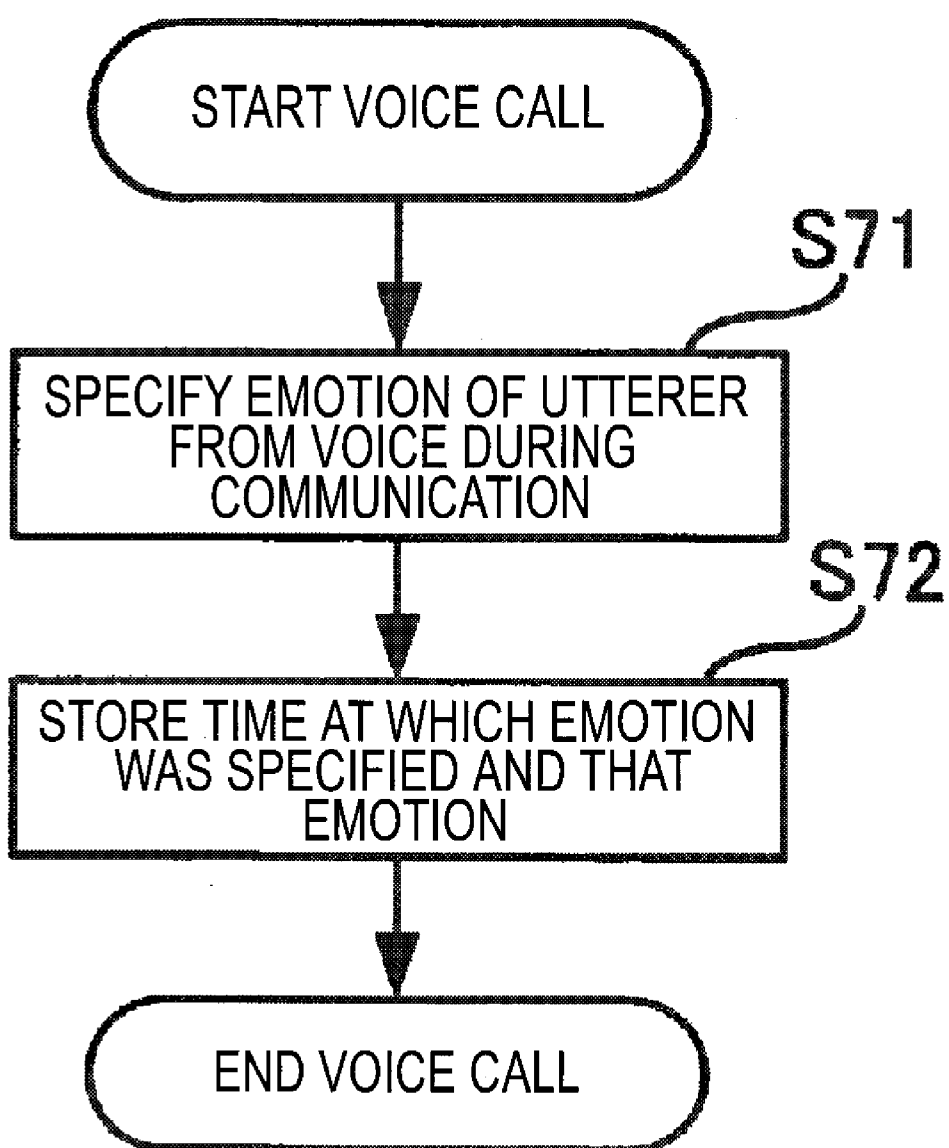 START VOICE CALL
S71
SPECIFY EMOTION OF UTTERER
FROM VOICE DURING
COMMUNICATION
S72
STORE TIME AT WHICH EMOTION
WAS SPECIFIED AND THAT
EMOTION
END VOICE CALL